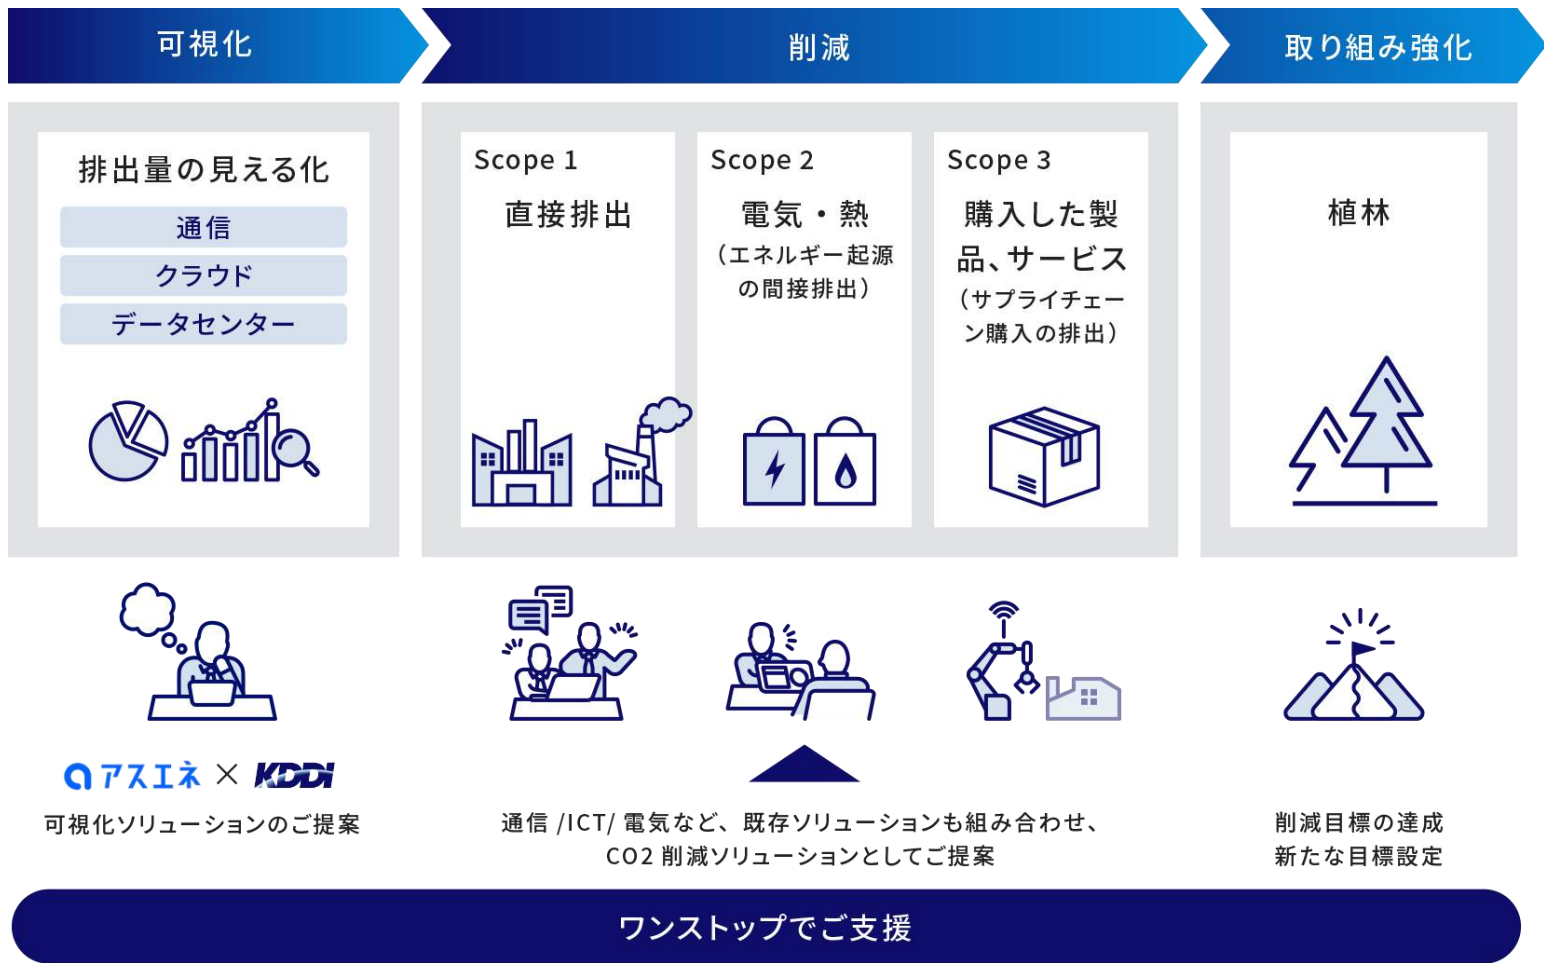 可視化
削減
取り組み強化
排出量の見える化
通信
クラウド
データセンター
Scope 1
直接排出
Scope 2
電気・熱
（エネルギー起源
の間接排出）
Scope 3
購入した製
品、サービス
（サプライチェー
ン購入の排出）
植林
アスエネ × KDDI
可視化ソリューションのご提案
通信 /ICT/ 電気など、既存ソリューションも組み合わせ、
CO2 削減ソリューションとしてご提案
削減目標の達成
新たな目標設定
ワンストップでご支援